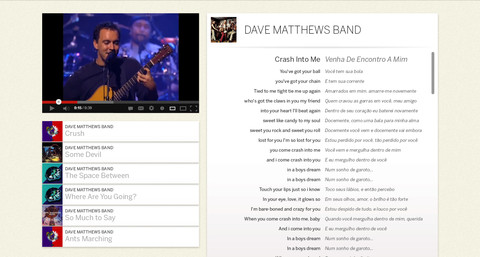 DAVE MATTHEWS BAND
Crash Into Me Venha De Encontro A Mim
You've got your ball Você tem sua bola
you've got your chain E tem sua corrente
Tied to me tight tie me up again Amarrados em mim, amarre-me novamente
who's got the claws in you my friend Quem cravou as garras em você, meu amigo
into your heart I'll beat again Dentro de seu coração eu baterei novamente
sweet like candy to my soul Docemente, como uma bala para minha alma
sweet you rock and sweet you roll Docemente você vem e docemente vai embora
lost for you I'm so lost for you Estou perdido por você, tão perdido por você
you come crash into me Você vem e mergulha dentro de mim
and i come crash into you E eu mergulho dentro de você
in a boys dream Num sonho de garoto...
in a boys dream Num sonho de garoto...
Touch your lips just so i know Toco seus lábios, e então percebo
In your eye, love, it glows so Em seus olhos, amor, o brilho tão forte
I'm bare-boned and crazy for you Estou despido de tudo, e louco por você
When you come crash into me, baby Quando você mergulha dentro de mim, querida
And i come into you E eu mergulho dentro de você
In a boys dream Num sonho de garoto...
In a boys dream Num sonho de garoto...
DAVE MATTHEWS BAND
Crush
DAVE MATTHEWS BAND
Some Devil
DAVE MATTHEWS BAND
The Space Between
DAVE MATTHEWS BAND
Where Are You Going?
DAVE MATTHEWS BAND
So Much to Say
DAVE MATTHEWS BAND
Ants Marching